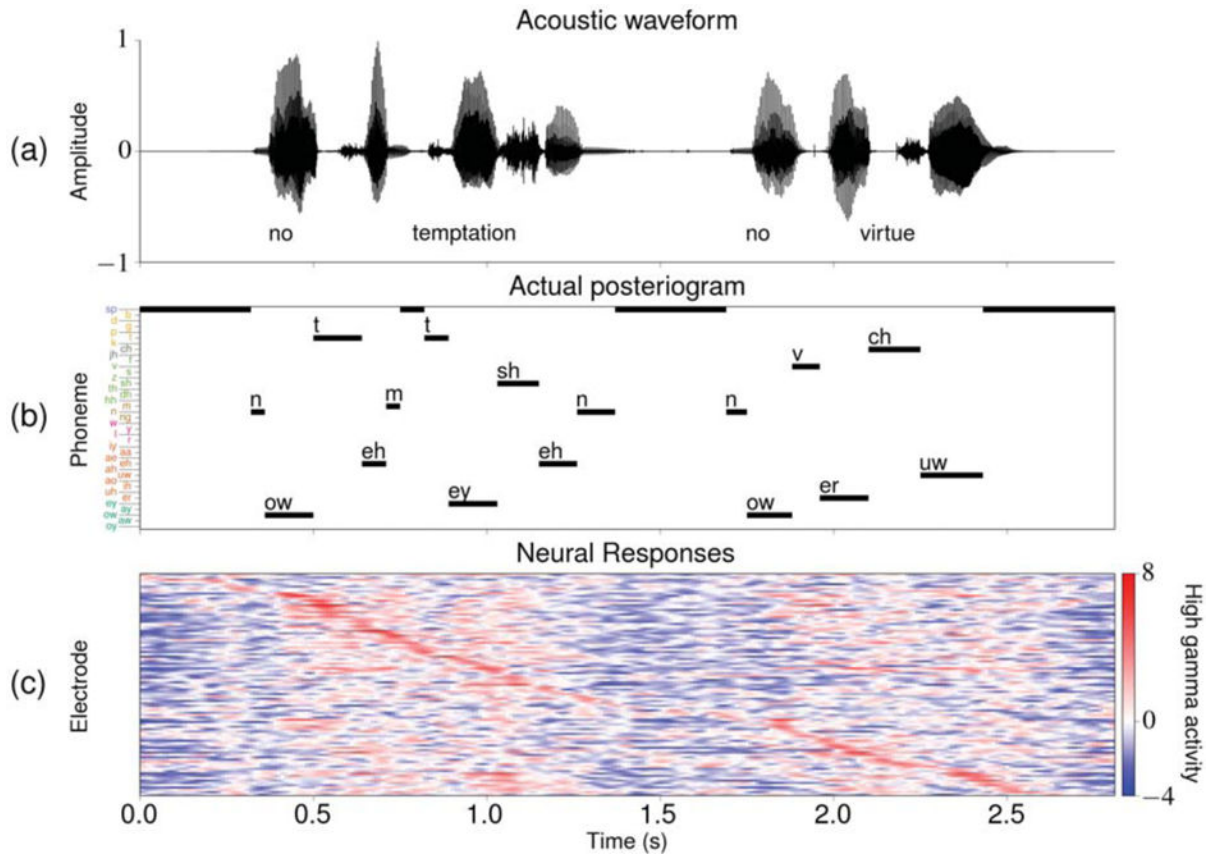 Acoustic waveform
(a)
Amplitude
1
0
−1
no temptation no virtue
Actual posteriogram
(b)
Phoneme
sp
t t
ch
v
sh
m
n n n
eh eh
uw
er
ey
ow ow
Neural Responses
(c)
Electrode
8
0
−4
High gamma activity
0.0 0.5 1.0 1.5 2.0 2.5
Time (s)